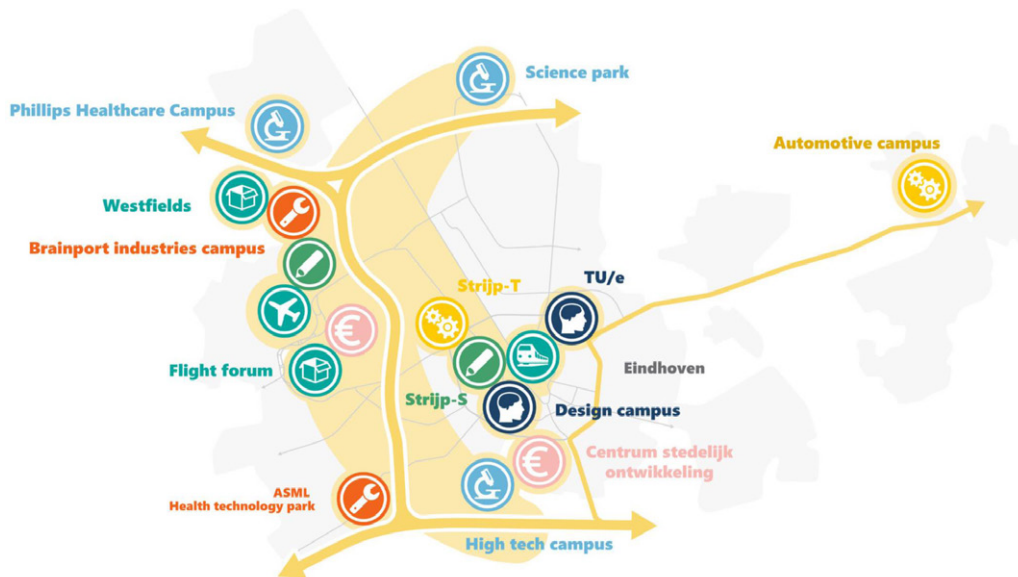 Science park
Phillips Healthcare Campus
Automotive campus
Westfields
Brainport industries campus
TU/e
Strijp-T
Flight forum
Eindhoven
Strijp-S
Design campus
Centrum stedelijk
ontwikkeling
ASML
Health technology park
High tech campus